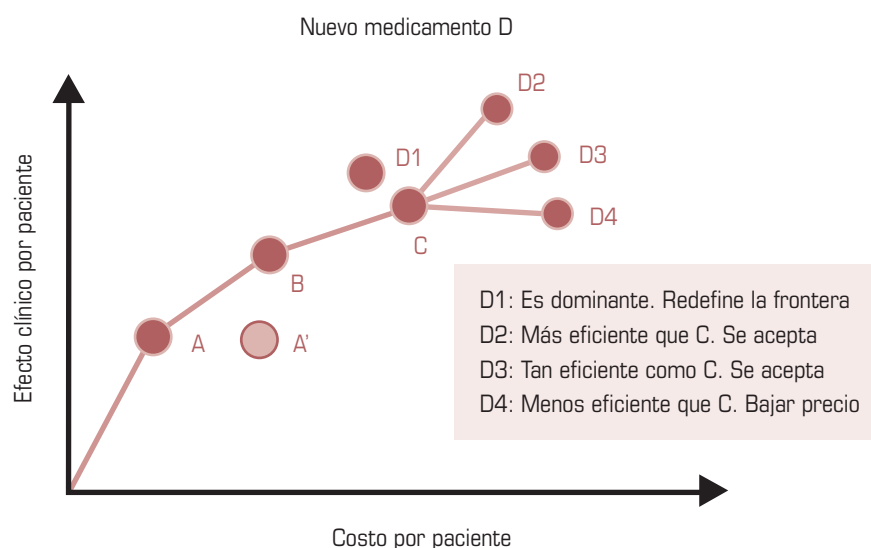 Nuevo medicamento D
Efecto clínico por paciente
D2
D1
D3
D4
C
B
A
A'
D1: Es dominante. Redefine la frontera
D2: Más eficiente que C. Se acepta
D3: Tan eficiente como C. Se acepta
D4: Menos eficiente que C. Bajar precio
Costo por paciente